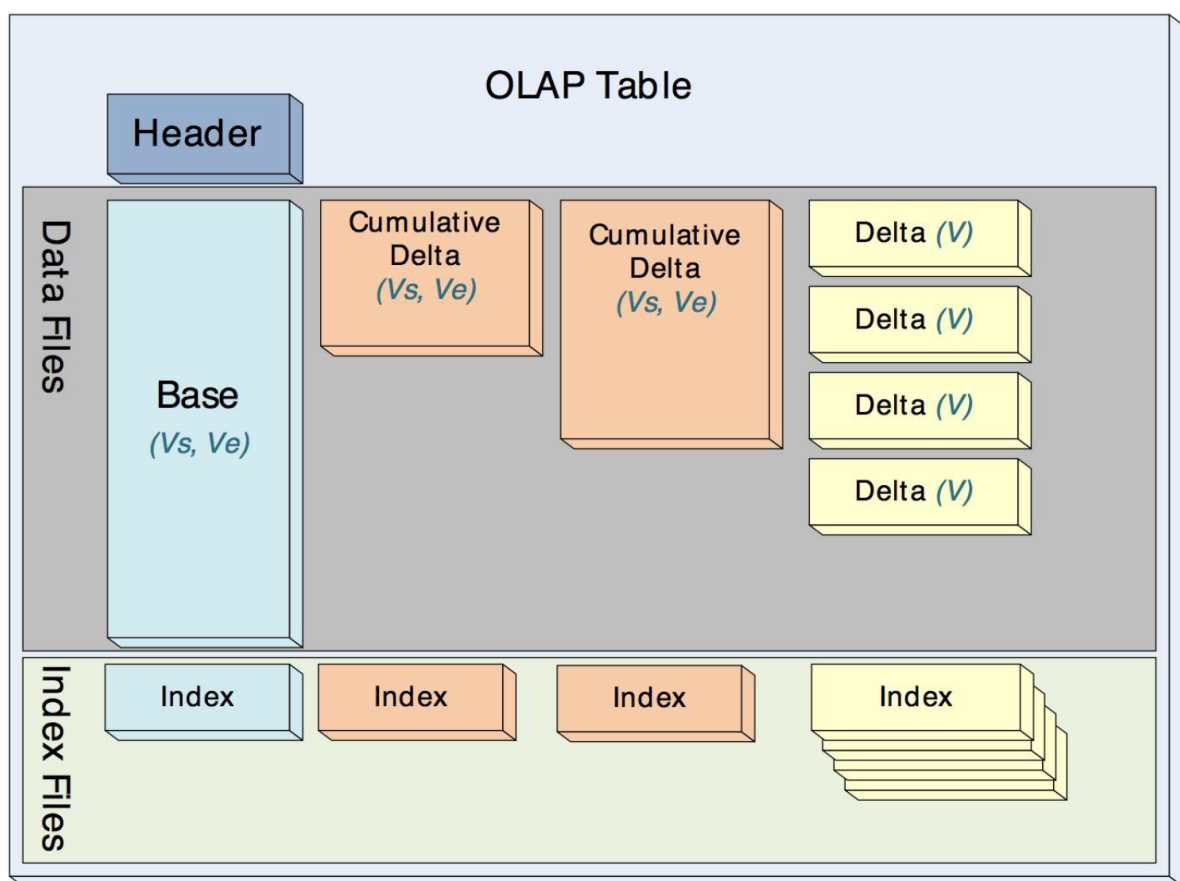 OLAP Table
Header
Data Files
Base
(Vs, Ve)
Cumulative
Delta
(Vs, Ve)
Cumulative
Delta
(Vs, Ve)
Delta (V)
Delta (V)
Delta (V)
Delta (V)
Index Files
Index
Index
Index
Index